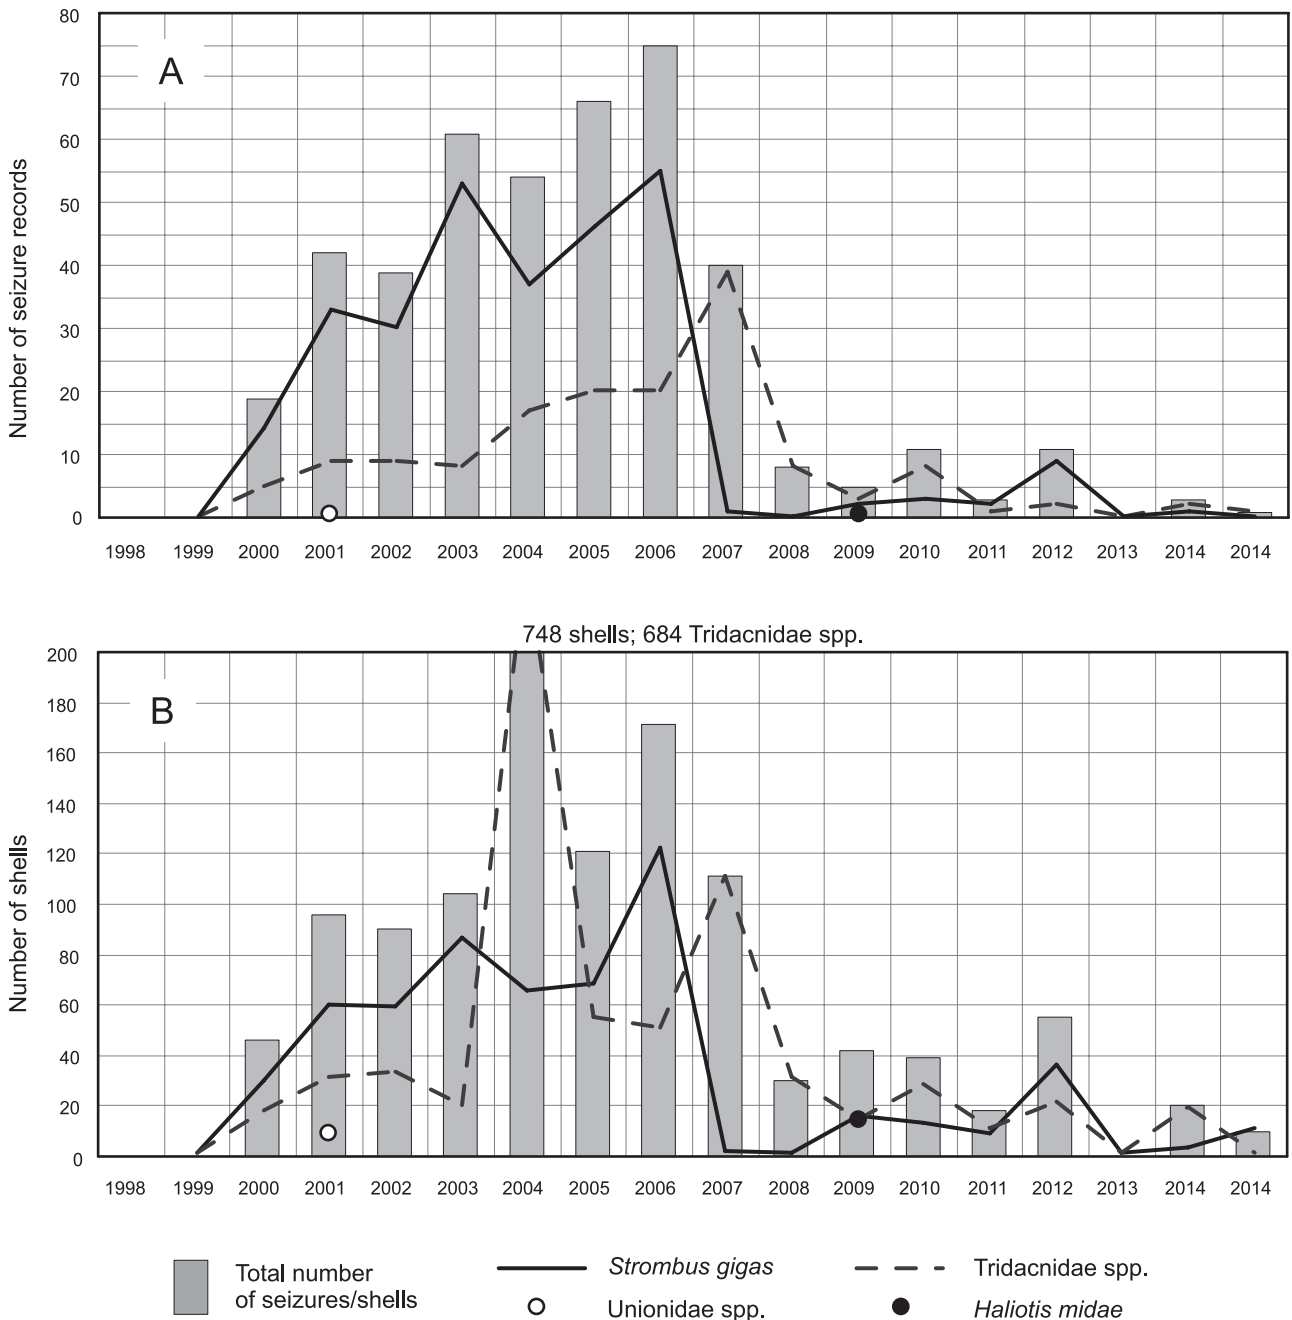 A
Number of seizure records
80
70
60
50
40
30
20
10
0
1998 1999 2000 2001 2002 2003 2004 2005 2006 2007 2008 2009 2010 2011 2012 2013 2014 2014
748 shells; 684 Tridacnidae spp.
B
Number of shells
200
180
160
140
120
100
80
60
40
20
0
1998 1999 2000 2001 2002 2003 2004 2005 2006 2007 2008 2009 2010 2011 2012 2013 2014 2014
Total number
of seizures/shells
Strombus gigas
Tridacnidae spp.
Unionidae spp.
Haliotis midae